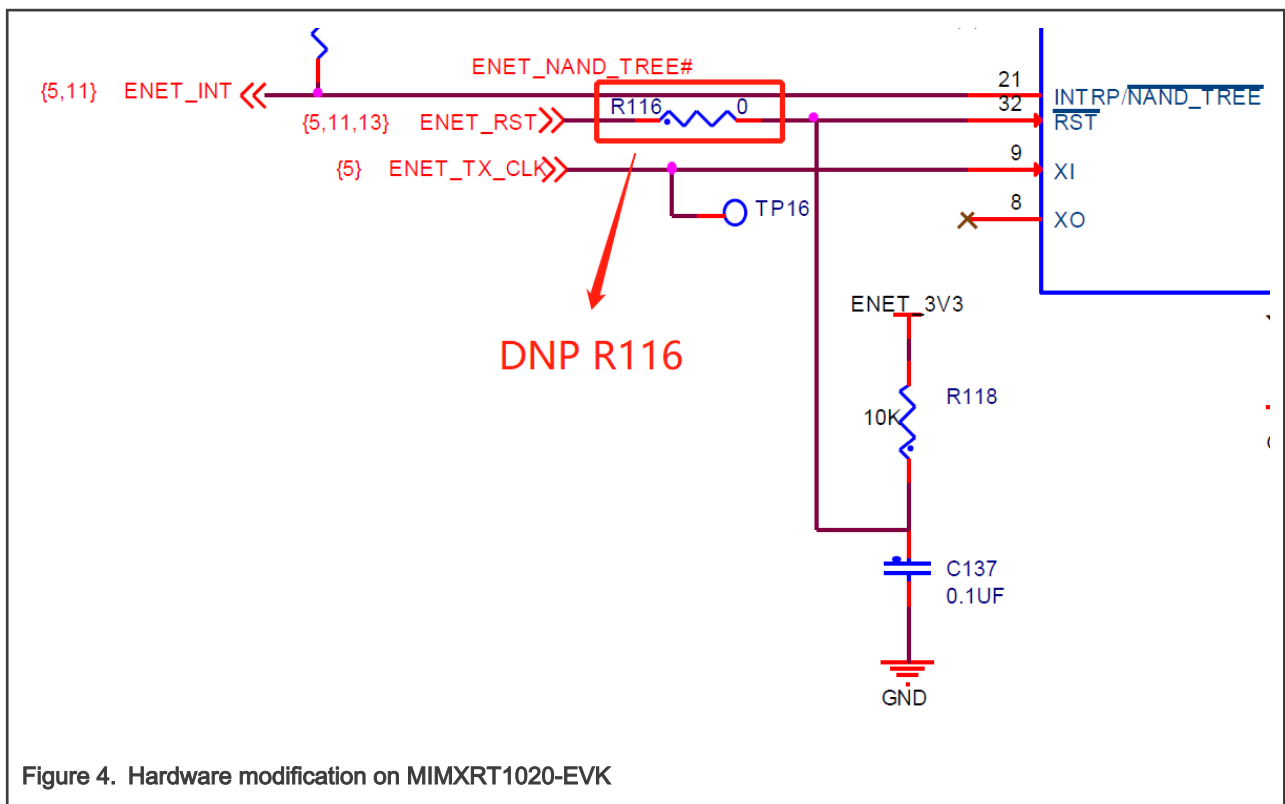 ENET_NAND_TREE#
{5,11} ENET_INT
21
INTRP/NAND_TREE
R116 0
32
{5,11,13} ENET_RST
RST
9
{5} ENET_TX_CLK
XI
8
TP16
XO
ENET_3V3
DNP R116
R118
10K
C137
0.1UF
GND
Figure 4. Hardware modification on MIMXRT1020-EVK